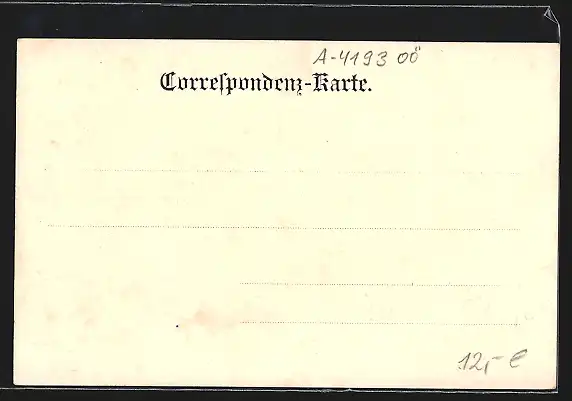 A-4193 OÖ
Correſpondenz-Karte.
12,- €